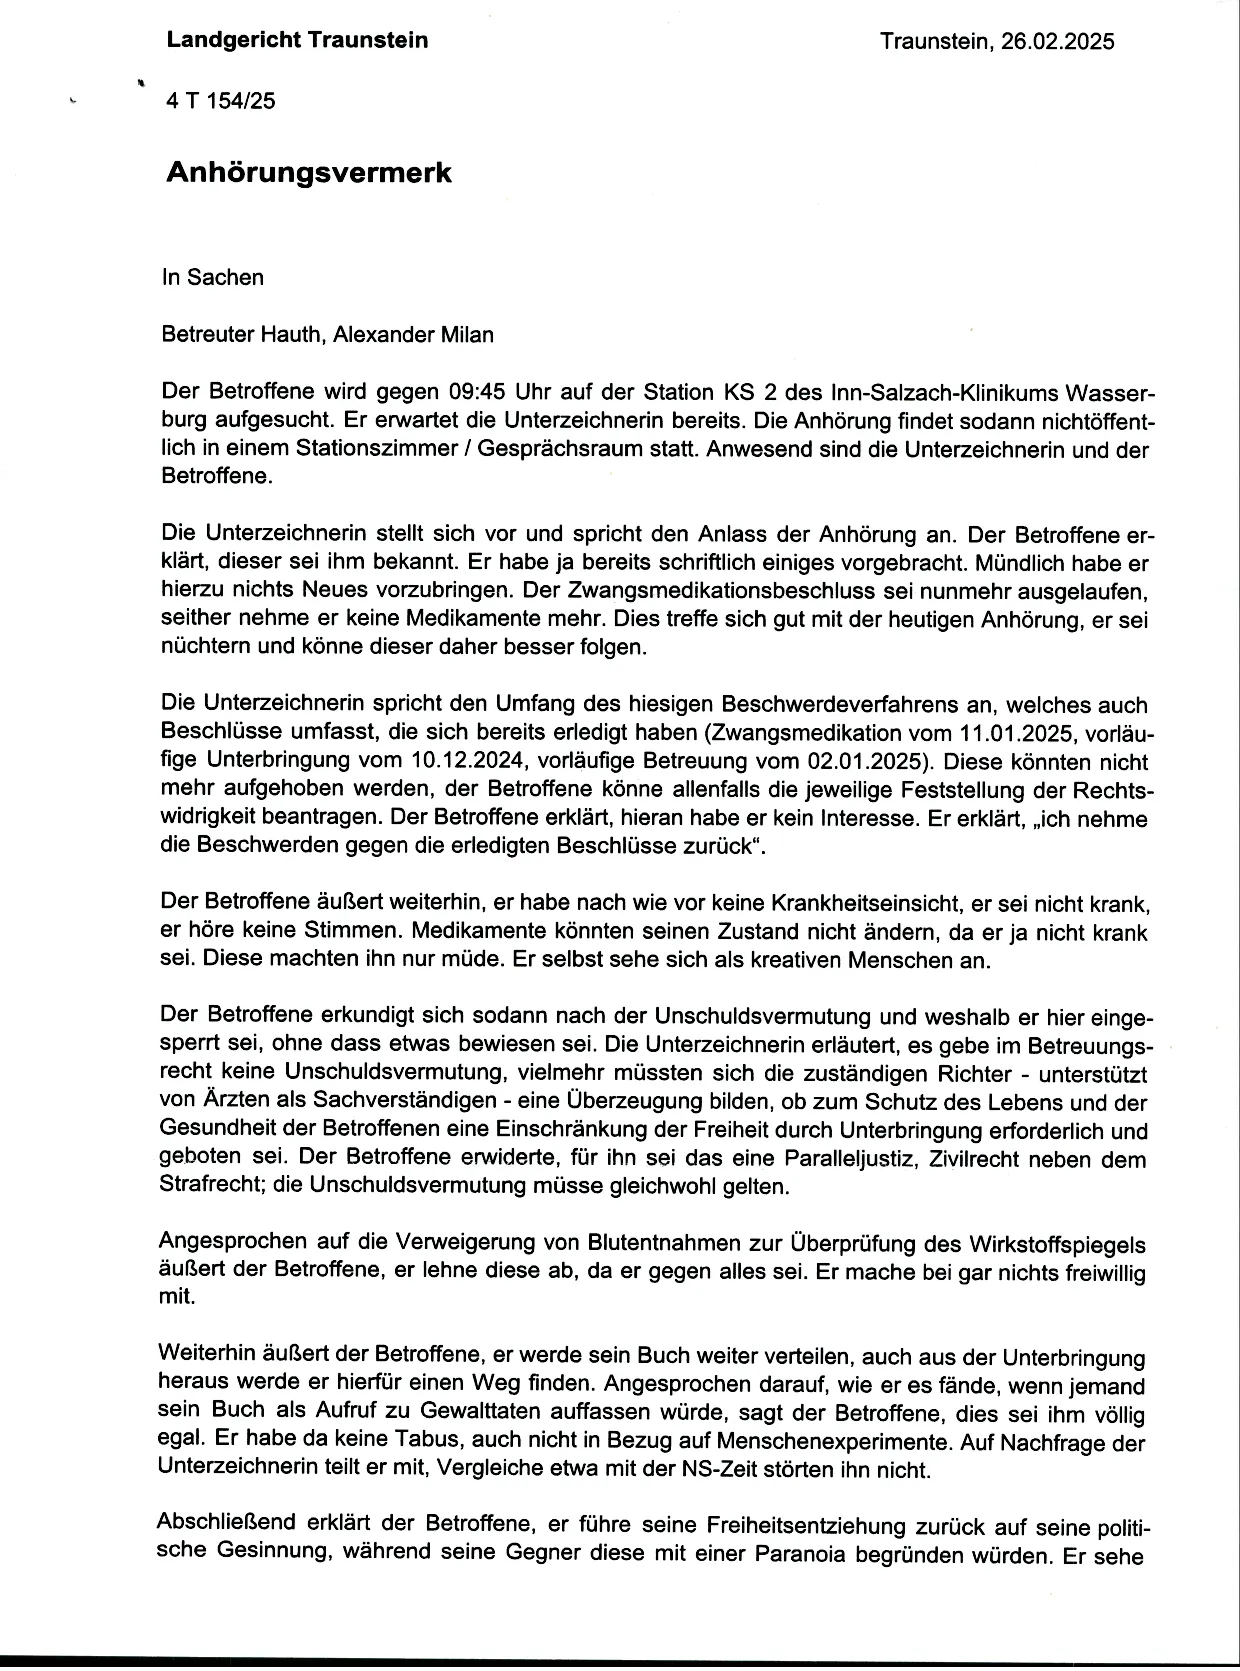 Landgericht Traunstein
Traunstein, 26.02.2025
4 T 154/25
Anhörungsvermerk
In Sachen
Betreuter Hauth, Alexander Milan
Der Betroffene wird gegen 09:45 Uhr auf der Station KS 2 des Inn-Salzach-Klinikums Wasser-
burg aufgesucht. Er erwartet die Unterzeichnerin bereits. Die Anhörung findet sodann nichtöffent-
lich in einem Stationszimmer / Gesprächsraum statt. Anwesend sind die Unterzeichnerin und der
Betroffene.
Die Unterzeichnerin stellt sich vor und spricht den Anlass der Anhörung an. Der Betroffene er-
klärt, dieser sei ihm bekannt. Er habe ja bereits schriftlich einiges vorgebracht. Mündlich habe er
hierzu nichts Neues vorzubringen. Der Zwangsmedikationsbeschluss sei nunmehr ausgelaufen,
seither nehme er keine Medikamente mehr. Dies treffe sich gut mit der heutigen Anhörung, er sei
nüchtern und könne dieser daher besser folgen.
Die Unterzeichnerin spricht den Umfang des hiesigen Beschwerdeverfahrens an, welches auch
Beschlüsse umfasst, die sich bereits erledigt haben (Zwangsmedikation vom 11.01.2025, vorläu-
fige Unterbringung vom 10.12.2024, vorläufige Betreuung vom 02.01.2025). Diese könnten nicht
mehr aufgehoben werden, der Betroffene könne allenfalls die jeweilige Feststellung der Rechts-
widrigkeit beantragen. Der Betroffene erklärt, hieran habe er kein Interesse. Er erklärt, „ich nehme
die Beschwerden gegen die erledigten Beschlüsse zurück“.
Der Betroffene äußert weiterhin, er habe nach wie vor keine Krankheitseinsicht, er sei nicht krank,
er höre keine Stimmen. Medikamente könnten seinen Zustand nicht ändern, da er ja nicht krank
sei. Diese machten ihn nur müde. Er selbst sehe sich als kreativen Menschen an.
Der Betroffene erkundigt sich sodann nach der Unschuldsvermutung und weshalb er hier einge-
sperrt sei, ohne dass etwas bewiesen sei. Die Unterzeichnerin erläutert, es gebe im Betreuungs-
recht keine Unschuldsvermutung, vielmehr müssten sich die zuständigen Richter - unterstützt
von Ärzten als Sachverständigen - eine Überzeugung bilden, ob zum Schutz des Lebens und der
Gesundheit der Betroffenen eine Einschränkung der Freiheit durch Unterbringung erforderlich und
geboten sei. Der Betroffene erwiderte, für ihn sei das eine Paralleljustiz, Zivilrecht neben dem
Strafrecht; die Unschuldsvermutung müsse gleichwohl gelten.
Angesprochen auf die Verweigerung von Blutentnahmen zur Überprüfung des Wirkstoffspiegels
äußert der Betroffene, er lehne diese ab, da er gegen alles sei. Er mache bei gar nichts freiwillig
mit.
Weiterhin äußert der Betroffene, er werde sein Buch weiter verteilen, auch aus der Unterbringung
heraus werde er hierfür einen Weg finden. Angesprochen darauf, wie er es fände, wenn jemand
sein Buch als Aufruf zu Gewalttaten auffassen würde, sagt der Betroffene, dies sei ihm völlig
egal. Er habe da keine Tabus, auch nicht in Bezug auf Menschenexperimente. Auf Nachfrage der
Unterzeichnerin teilt er mit, Vergleiche etwa mit der NS-Zeit störten ihn nicht.
Abschließend erklärt der Betroffene, er führe seine Freiheitsentziehung zurück auf seine politi-
sche Gesinnung, während seine Gegner diese mit einer Paranoia begründen würden. Er sehe